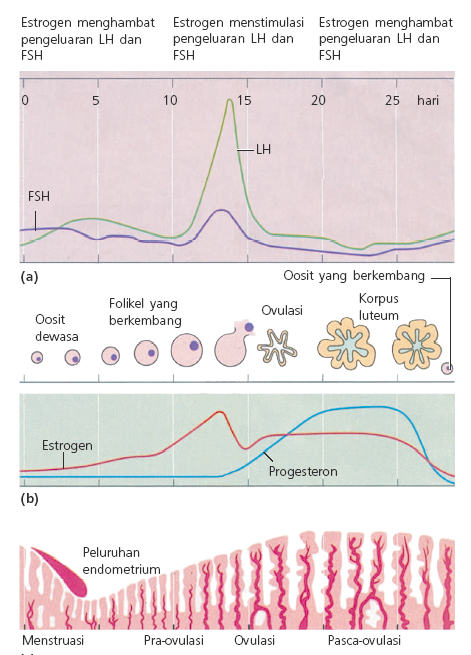 Estrogen menghambat
pengeluaran LH dan
FSH
Estrogen menstimulasi
pengeluaran LH dan
FSH
Estrogen menghambat
pengeluaran LH dan
FSH
0 5 10 15 20 25 hari
LH
FSH
(a)
Oosit yang berkembang
Oosit
dewasa
Folikel yang
berkembang
Ovulasi
Korpus
luteum
Estrogen
Progesteron
(b)
Peluruhan
endometrium
Menstruasi Pra-ovulasi Ovulasi Pasca-ovulasi